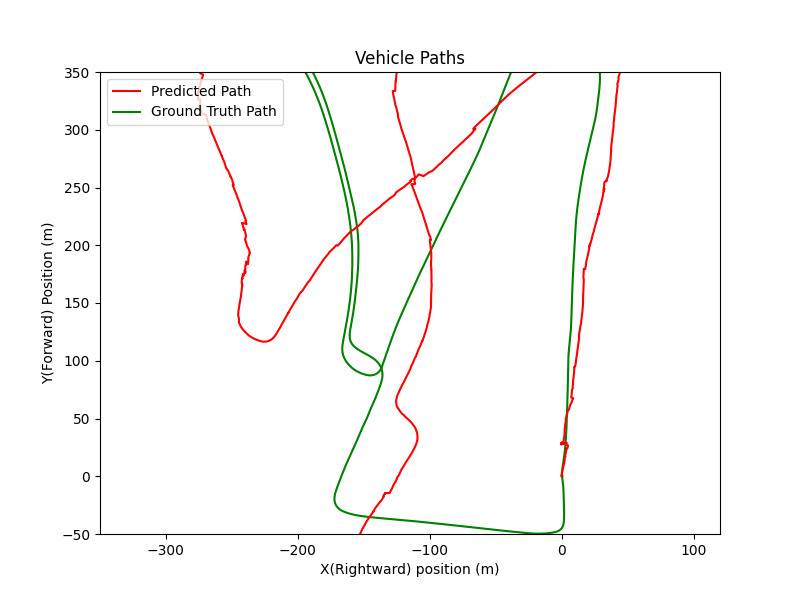 Vehicle Paths
Predicted Path
Ground Truth Path
Y(Forward) Position (m)
350
300
250
200
150
100
50
0
−50
−300
−200
−100
0
100
X(Rightward) position (m)